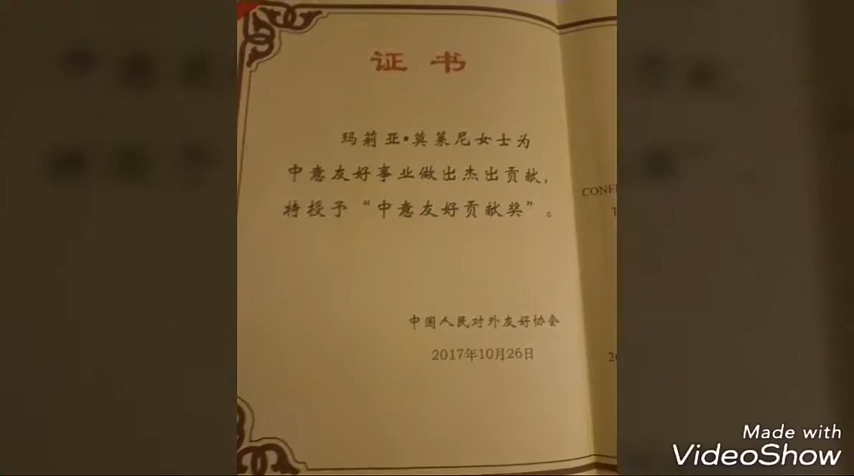 证书
玛莉亚•莫莱尼女士为
中意友好事业做出杰出贡献，
特授予“中意友好贡献奖”。
中国人民对外友好协会
2017年10月26日
CONF
Made with
VideoShow